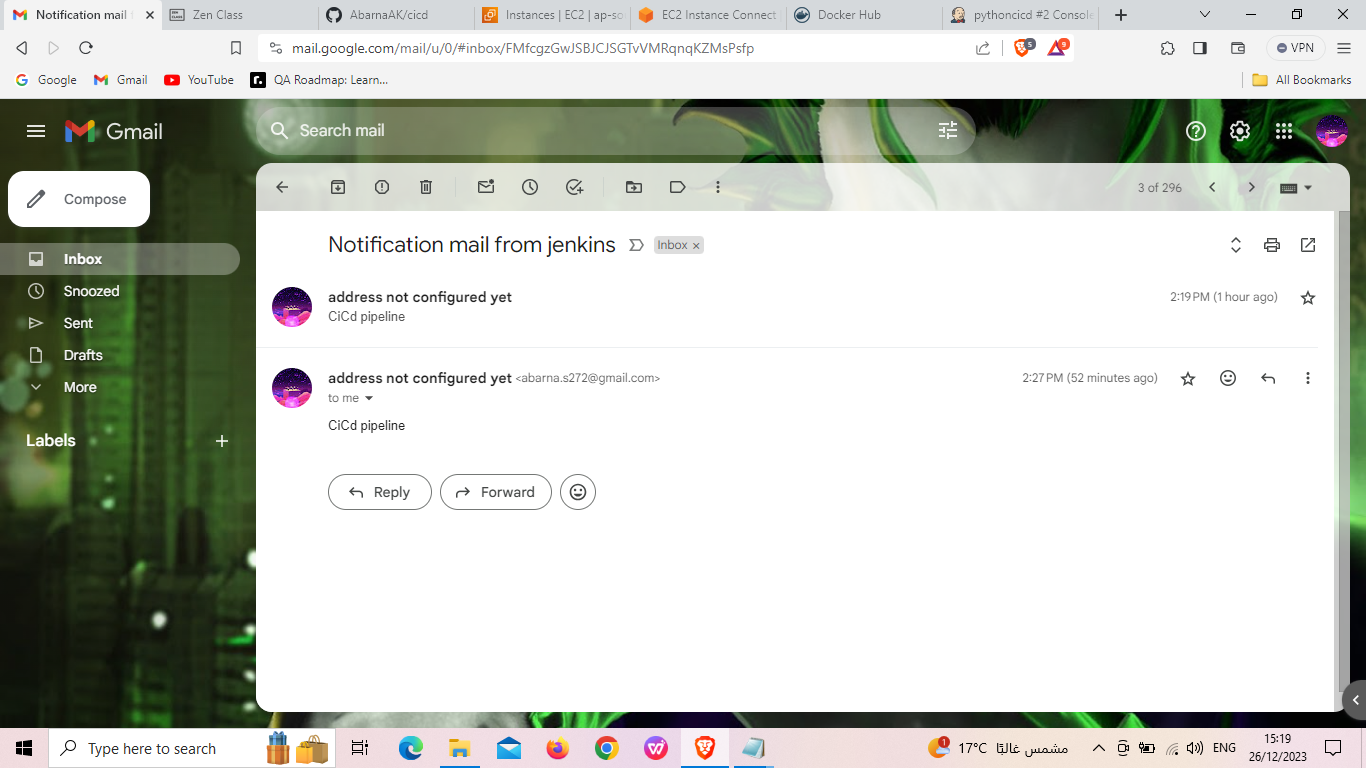 Notification mail f
Zen Class
AbarnaAK/cicd
Instances | EC2 | ap-so
EC2 Instance Connect
Docker Hub
pythoncicd #2 Console
mail.google.com/mail/u/0/#inbox/FMfcgzGwJSBJCJSGTvVMRqnqKZMsPsfp
5
9
VPN
Google
Gmail
YouTube
QA Roadmap: Learn...
All Bookmarks
Gmail
Search mail
Compose
3 of 296
Inbox
Snoozed
Sent
Drafts
More
Labels
Notification mail from jenkins
Inbox ×
address not configured yet
2:19 PM (1 hour ago)
CiCd pipeline
address not configured yet <abarna.s272@gmail.com>
2:27 PM (52 minutes ago)
to me
CiCd pipeline
Reply
Forward
Type here to search
1
17°C مشمس غالبًا
ENG
15:19
26/12/2023